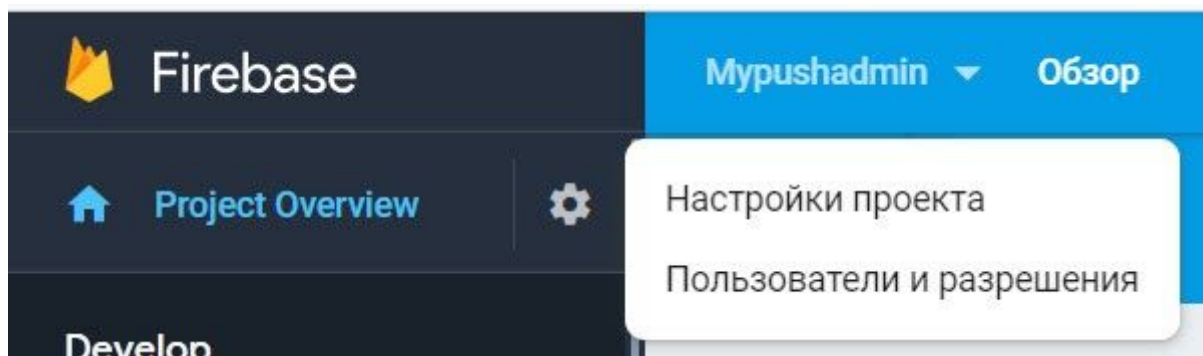 Firebase
Mypushadmin Обзор
Project Overview
Настройки проекта
Пользователи и разрешения
Develop